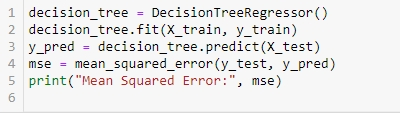 1 decision_tree = DecisionTreeRegressor()
2 decision_tree.fit(X_train, y_train)
3 y_pred = decision_tree.predict(X_test)
4 mse = mean_squared_error(y_test, y_pred)
5 print("Mean Squared Error:", mse)
6